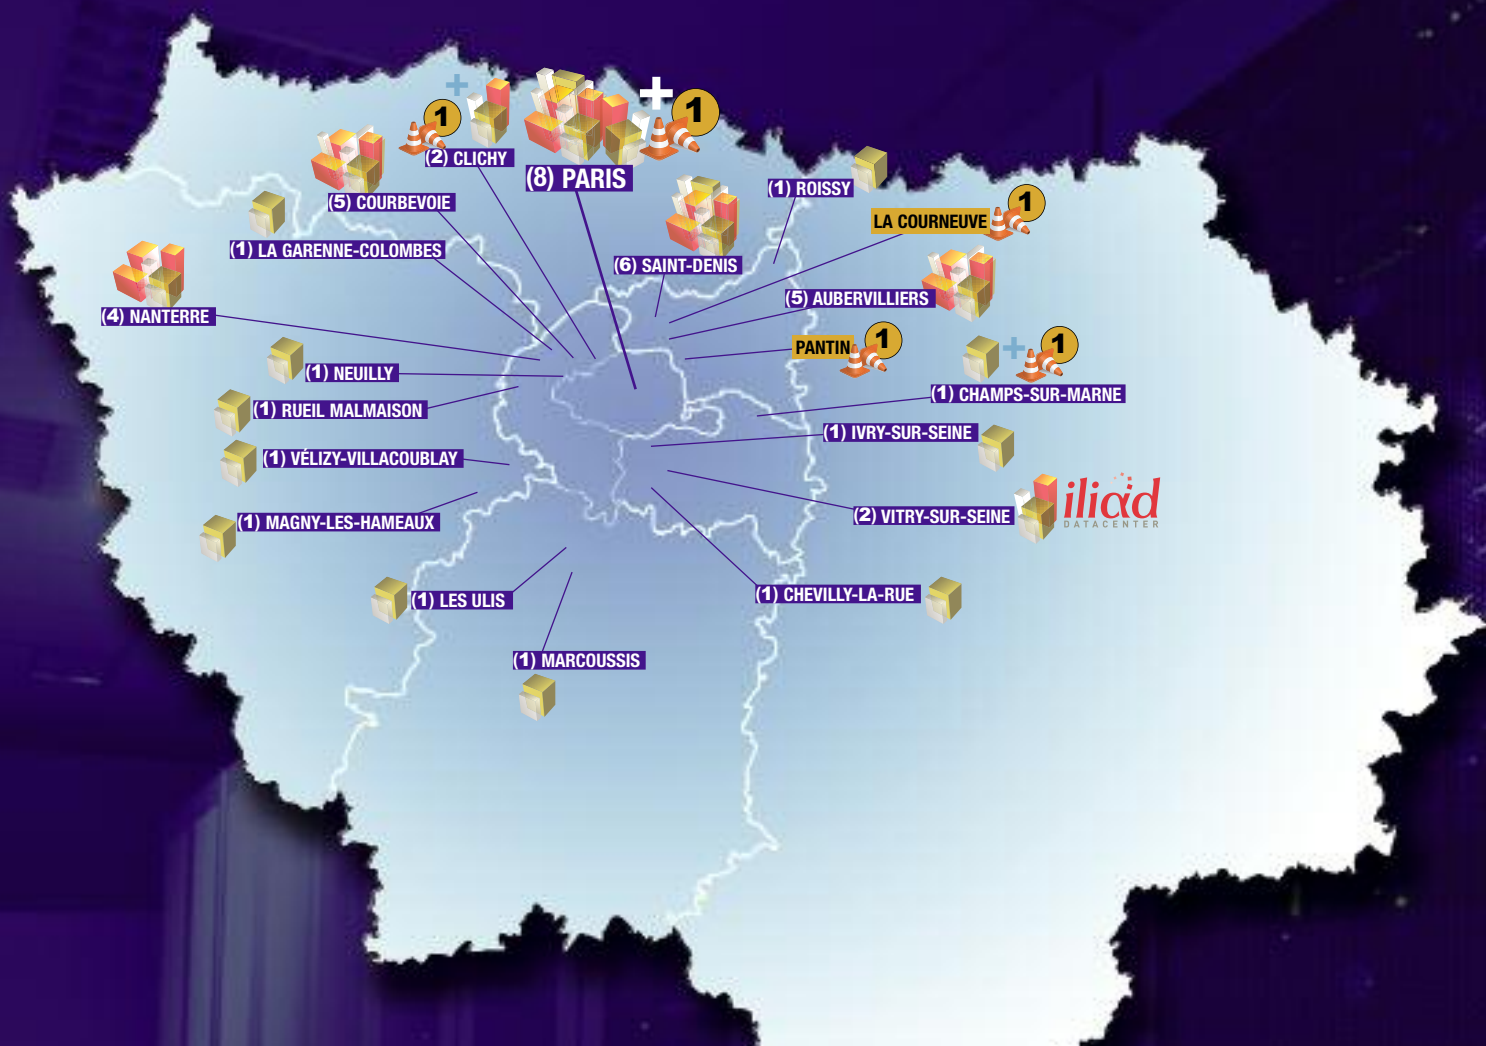 1
1
(2) CLICHY
(8) PARIS
(1) ROISSY
(5) COURBEVOIE
1
LA COURNEUVE
(1) LA GARENNE-COLOMBES
(6) SAINT-DENIS
(5) AUBERVILLIERS
(4) NANTERRE
1
PANTIN
1
(1) NEUILLY
(1) CHAMPS-SUR-MARNE
(1) RUEIL MALMAISON
(1) IVRY-SUR-SEINE
(1) VÉLIZY-VILLACOUBLAY
iliad
DATACENTER
(2) VITRY-SUR-SEINE
(1) MAGNY-LES-HAMEAUX
(1) LES ULIS
(1) CHEVILLY-LA-RUE
(1) MARCOUSSIS